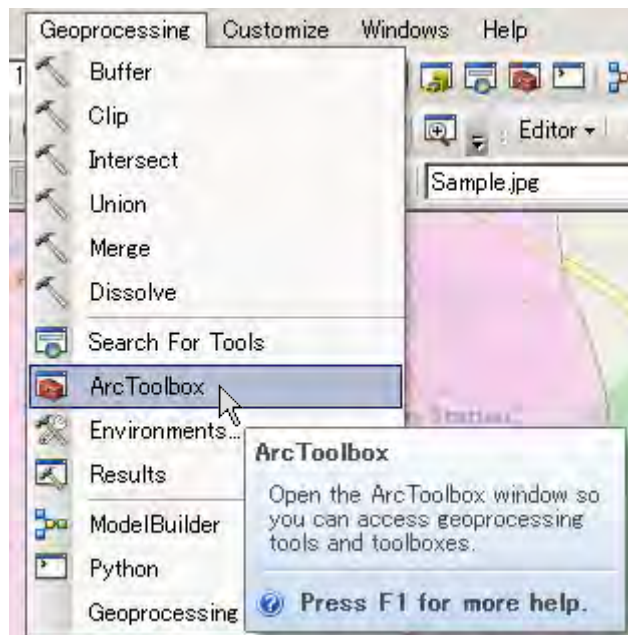 Geoprocessing Customize Windows Help
Buffer
Clip
Editor
Intersect
Sample.jpg
Union
Merge
Dissolve
Search For Tools
ArcToolbox
Station
Environments...
ArcToolbox
Open the ArcToolbox window so
you can access geoprocessing
tools and toolboxes.
Press F1 for more help.
Results
ModelBuilder
Python
Geoprocessing